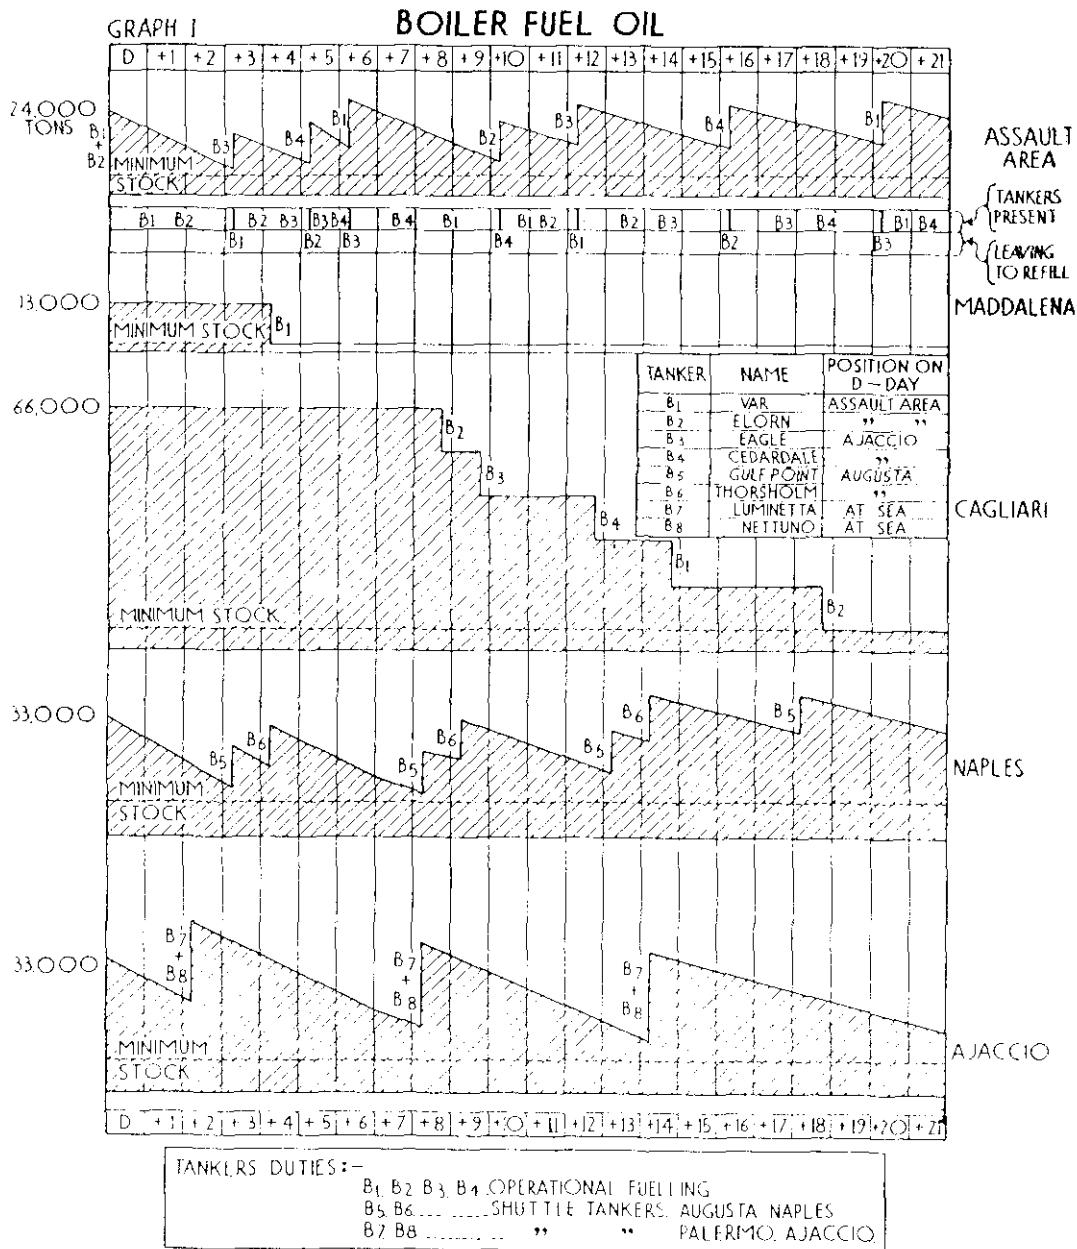 GRAPH I
BOILER FUEL OIL
D +1 +2 +3 +4 +5 +6 +7 +8 +9 +10 +11 +12 +13 +14 +15 +16 +17 +18 +19 +20 +21
24,000
TONS
B1
+
B2
B3 B4 B1 B2 B3 B4 B1
MINIMUM
STOCK
ASSAULT
AREA
B1 B2 B2 B3 B3 B4 B4 B1 B1 B2 B2 B3 B3 B4 B1 B4
TANKERS
PRESENT
B1 B2 B3 B4 B1 B2 B3
LEAVING
TO REFILL
13.000
MINIMUM STOCK
B1
MADDALENA
TANKER NAME POSITION ON
D-DAY
B1 VAR ASSAULT AREA
B2 ELORN ,, ,,
B3 EAGLE AJACCIO
B4 CEDARDALE ,,
B5 GULF POINT AUGUSTA
B6 THORSHOLM ,,
B7 LUMINETTA AT SEA
B8 NETTUNO AT SEA
66,000
B2
B3
B4
B1
B2
MINIMUM STOCK
CAGLIARI
33,000
B5 B6 B5 B6 B5 B6 B5
MINIMUM
STOCK
NAPLES
33,000
B7
+
B8
B7
+
B8
B7
+
B8
MINIMUM
STOCK
AJACCIO
D +1 +2 +3 +4 +5 +6 +7 +8 +9 +10 +11 +12 +13 +14 +15 +16 +17 +18 +19 +20 +21
TANKERS DUTIES:-
B1 B2 B3 B4 OPERATIONAL FUELLING
B5 B6 ........ SHUTTLE TANKERS. AUGUSTA NAPLES
B7 B8 ........ ,, ,, PALERMO. AJACCIO.